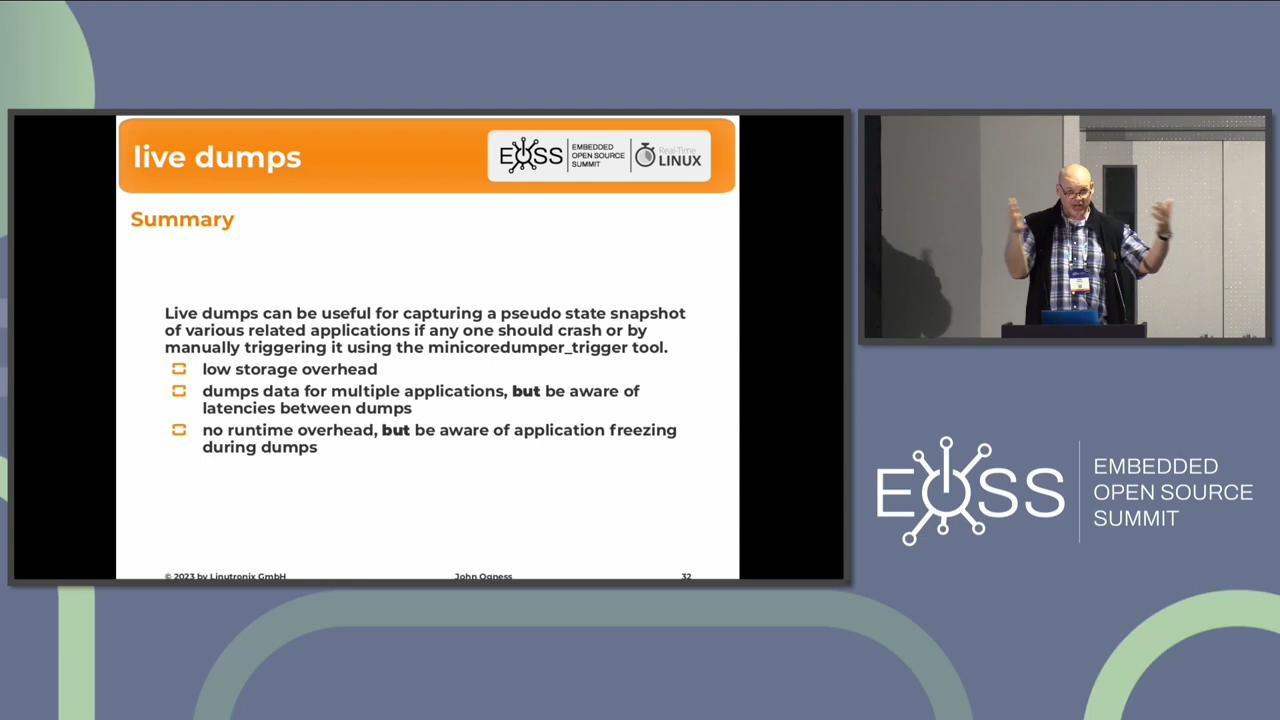 live dumps
EOSS
EMBEDDED
OPEN SOURCE
SUMMIT
Real-Time
LINUX
Summary
Live dumps can be useful for capturing a pseudo state snapshot
of various related applications if any one should crash or by
manually triggering it using the minicoredumper_trigger tool.
low storage overhead
dumps data for multiple applications, but be aware of
latencies between dumps
no runtime overhead, but be aware of application freezing
during dumps
© 2023 by Linutronix GmbH
John Ogness
32
EOSS
EMBEDDED
OPEN SOURCE
SUMMIT